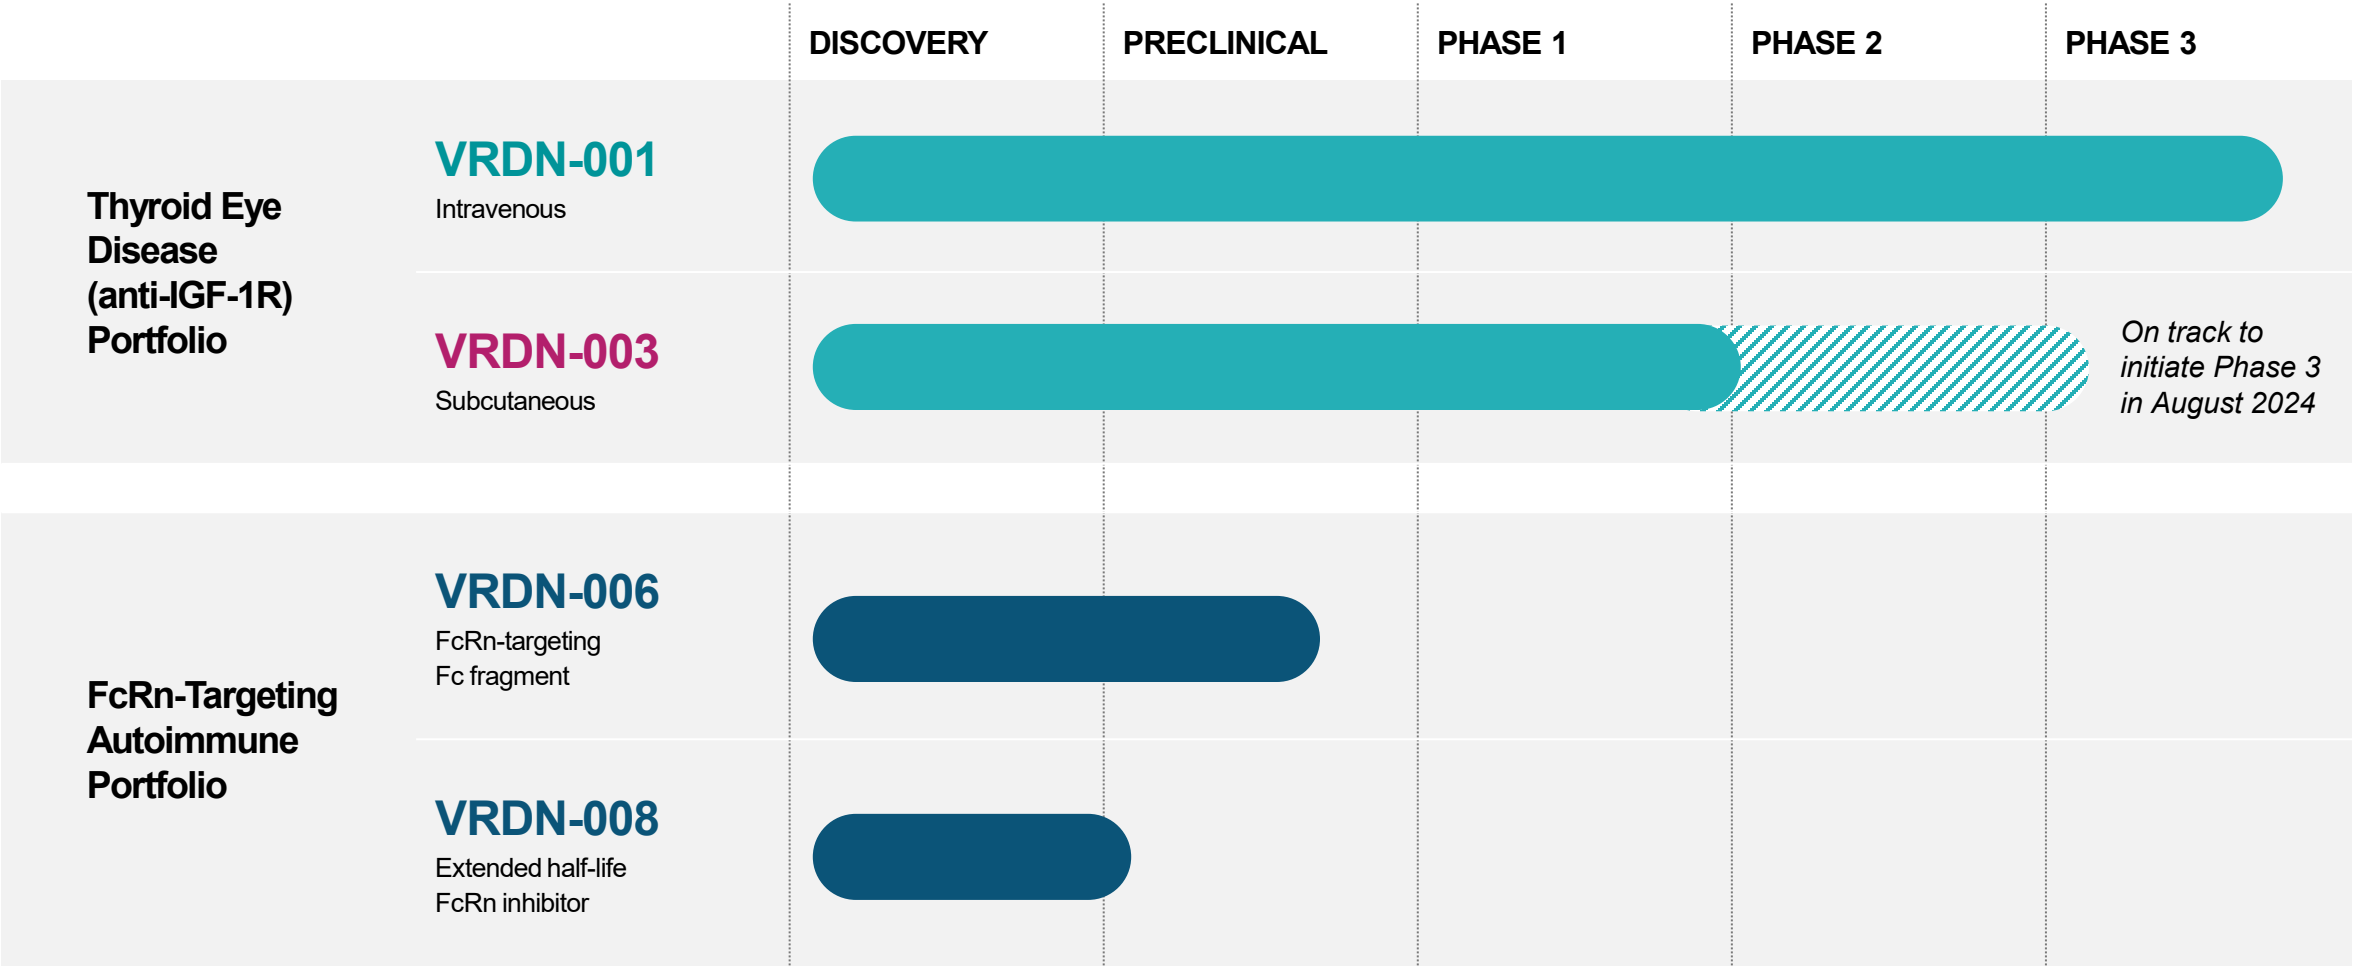 DISCOVERY
PRECLINICAL
PHASE 1
PHASE 2
PHASE 3
Thyroid Eye
Disease
(anti-IGF-1R)
Portfolio
VRDN-001
Intravenous
VRDN-003
Subcutaneous
On track to
initiate Phase 3
in August 2024
FcRn-Targeting
Autoimmune
Portfolio
VRDN-006
FcRn-targeting
Fc fragment
VRDN-008
Extended half-life
FcRn inhibitor